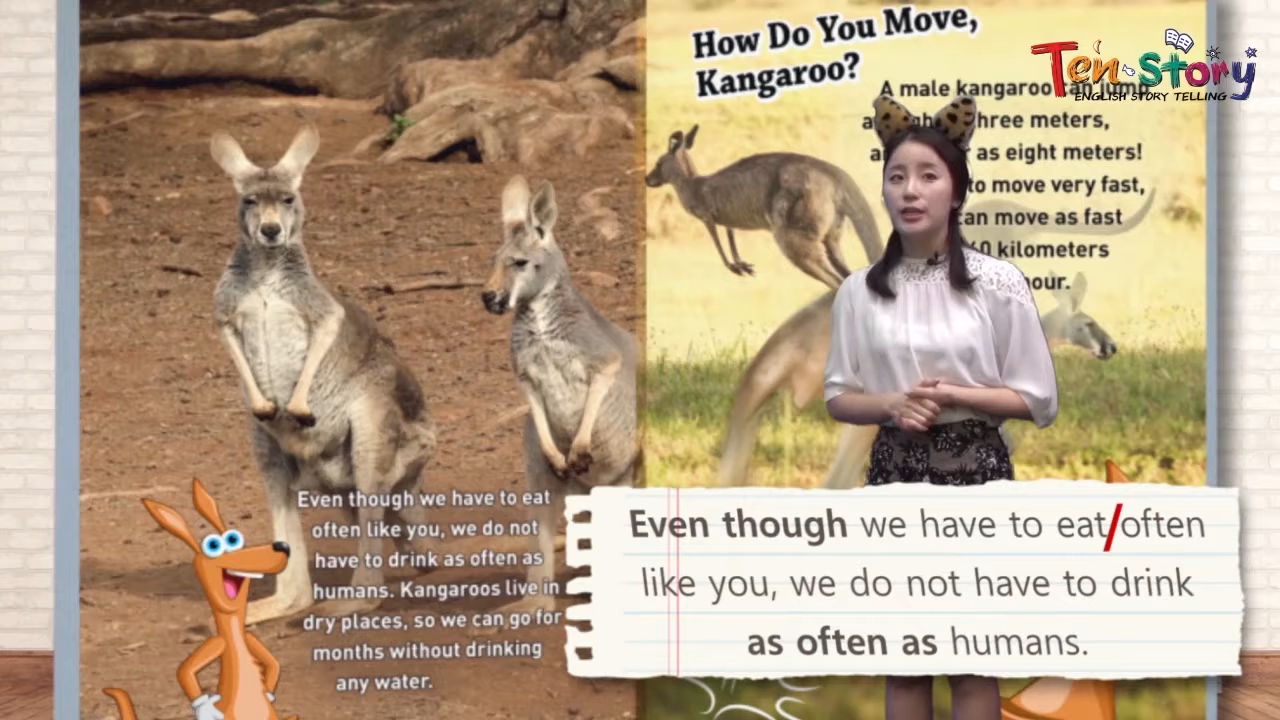 How Do You Move,
Kangaroo?
Ten Story
ENGLISH STORY TELLING
A male kangaroo can jump
three meters,
as eight meters!
to move very fast,
can move as fast
60 kilometers
hour.
Even though we have to eat
often like you, we do not
have to drink as often as
humans. Kangaroos live in
dry places, so we can go for
months without drinking
any water.
Even though we have to eat/often
like you, we do not have to drink
as often as humans.